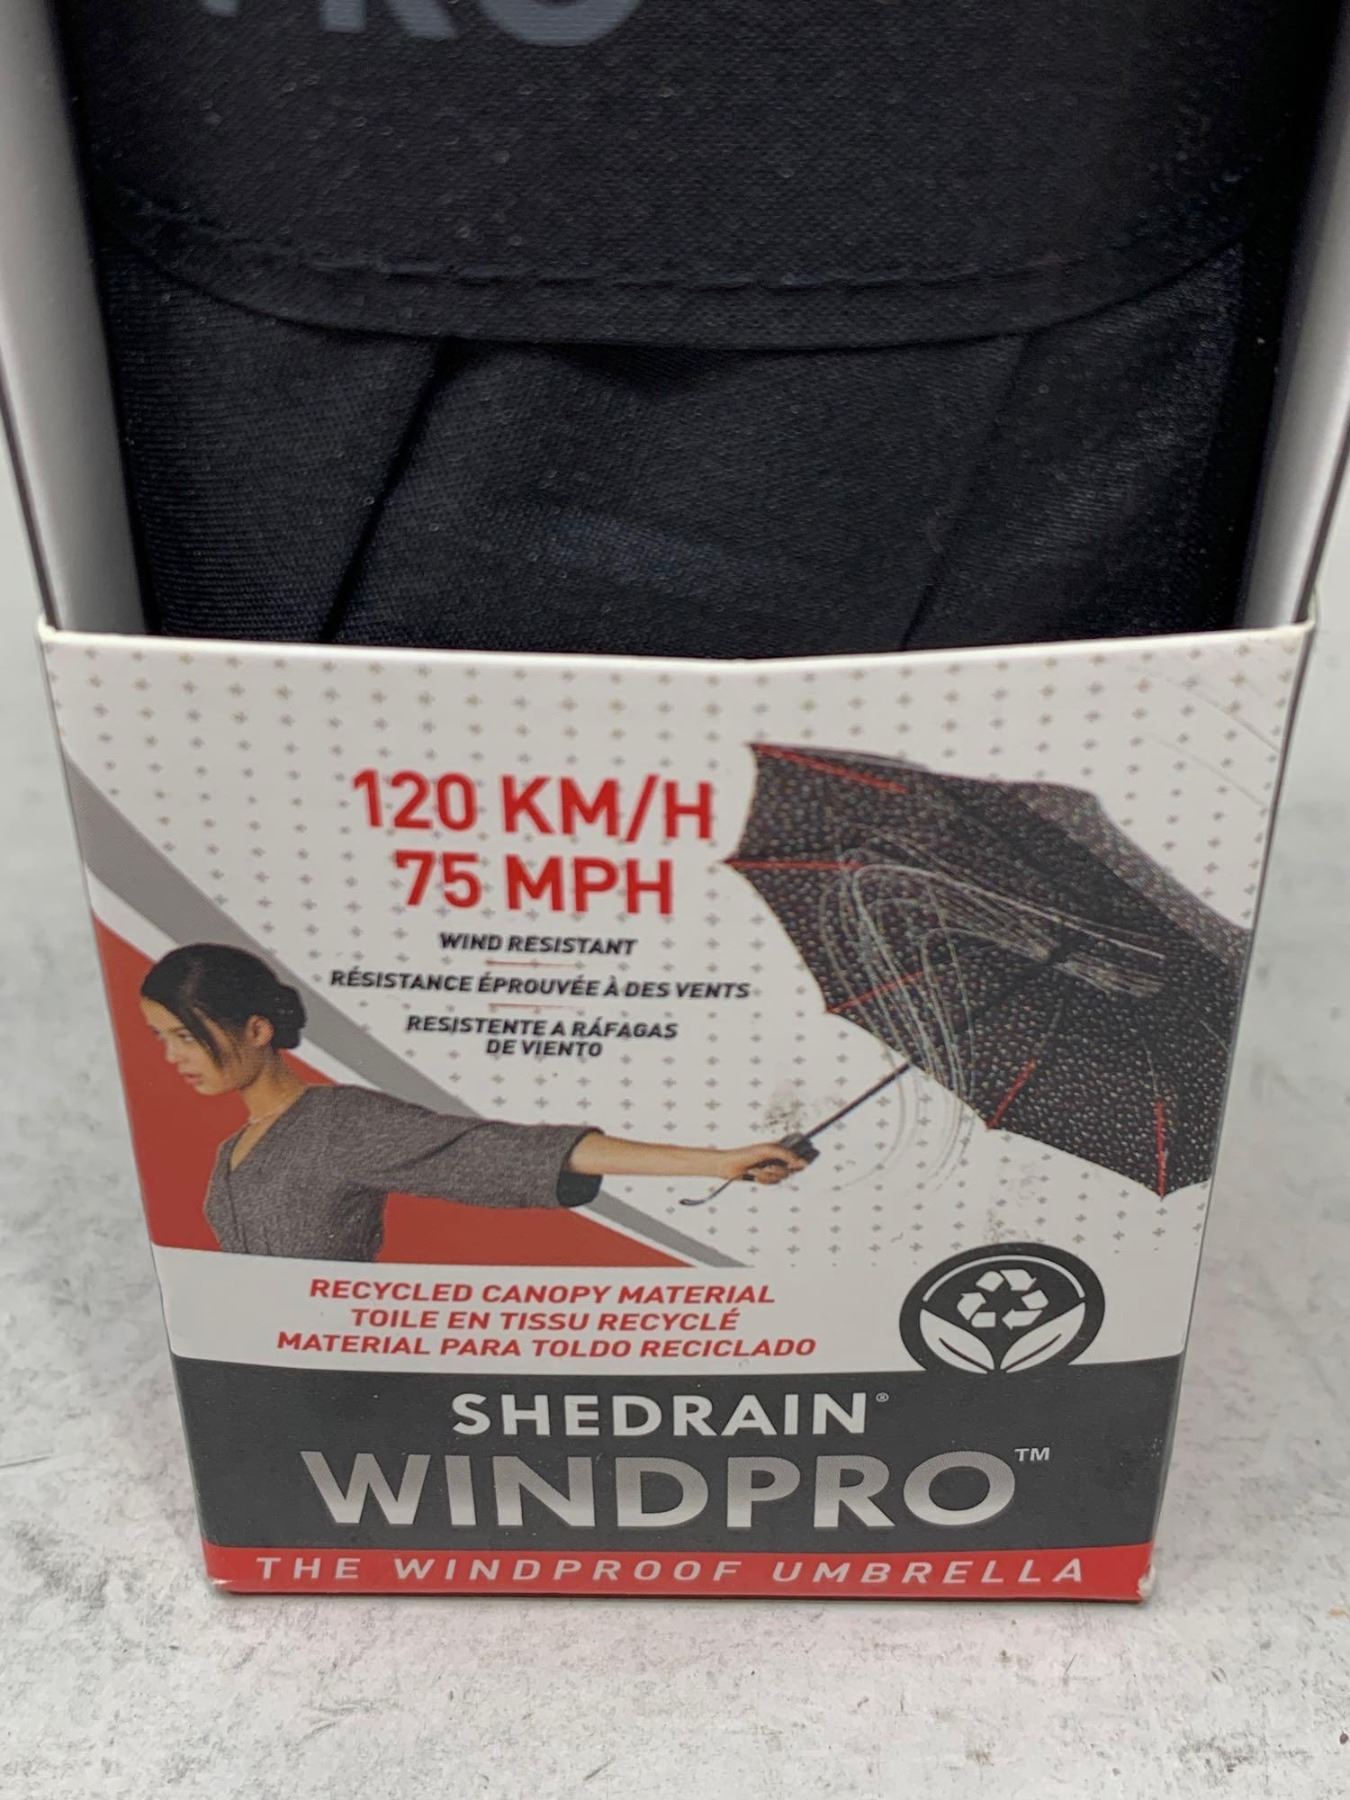 PRO
120 KM/H
75 MPH
WIND RESISTANT
RÉSISTANCE ÉPROUVÉE À DES VENTS
RESISTENTE A RÁFAGAS
DE VIENTO
RECYCLED CANOPY MATERIAL
TOILE EN TISSU RECYCLÉ
MATERIAL PARA TOLDO RECICLADO
SHEDRAIN®
WINDPRO™
THE WINDPROOF UMBRELLA